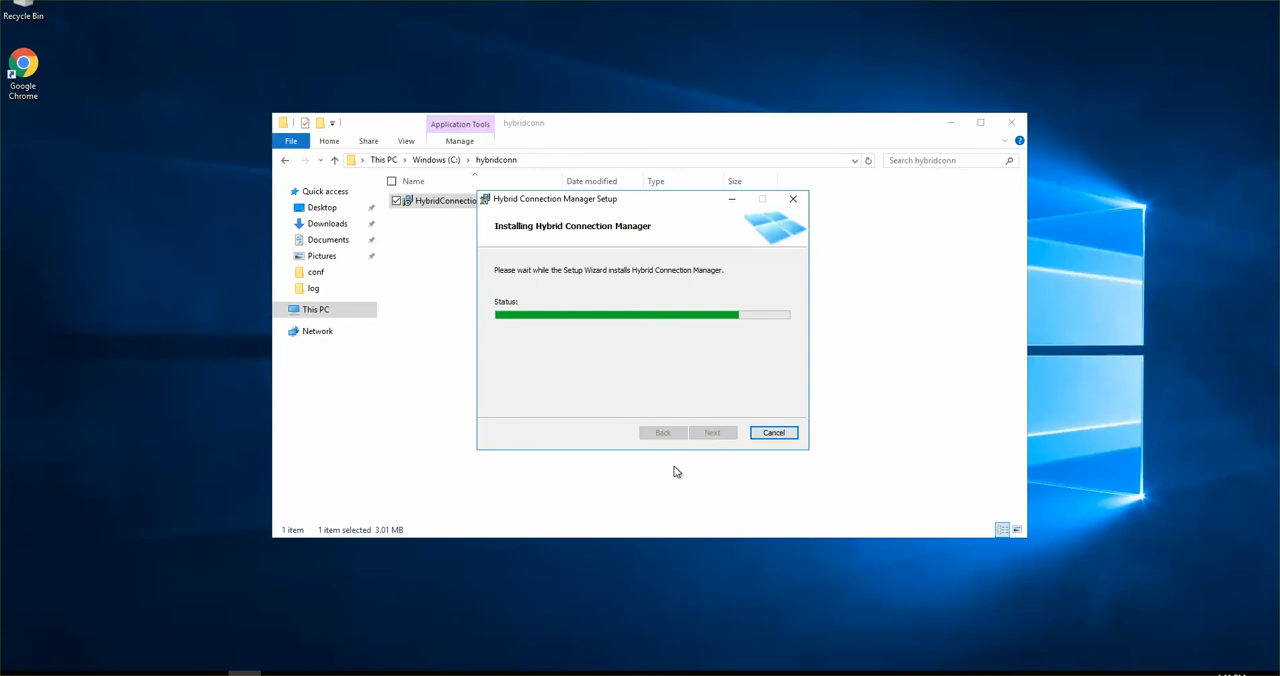 Recycle Bin
Google
Chrome
Application Tools
hybridconn
File
Home
Share
View
Manage
This PC
Windows (C:)
hybridconn
Search hybridconn
Quick access
Desktop
Downloads
Documents
Pictures
conf
log
This PC
Network
Name
Date modified
Type
Size
HybridConnectio
Hybrid Connection Manager Setup
Installing Hybrid Connection Manager
Please wait while the Setup Wizard installs Hybrid Connection Manager.
Status:
Back
Next
Cancel
1 item
1 item selected 3.01 MB